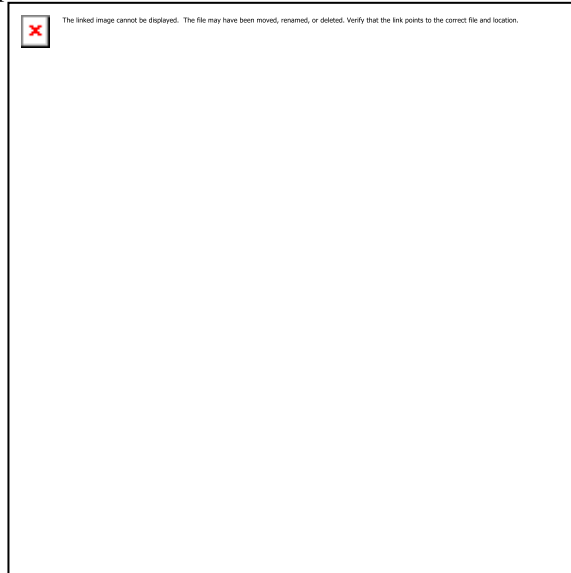 The linked image cannot be displayed.  The file may have been moved, renamed, or deleted. Verify that the link points to the correct file and location.